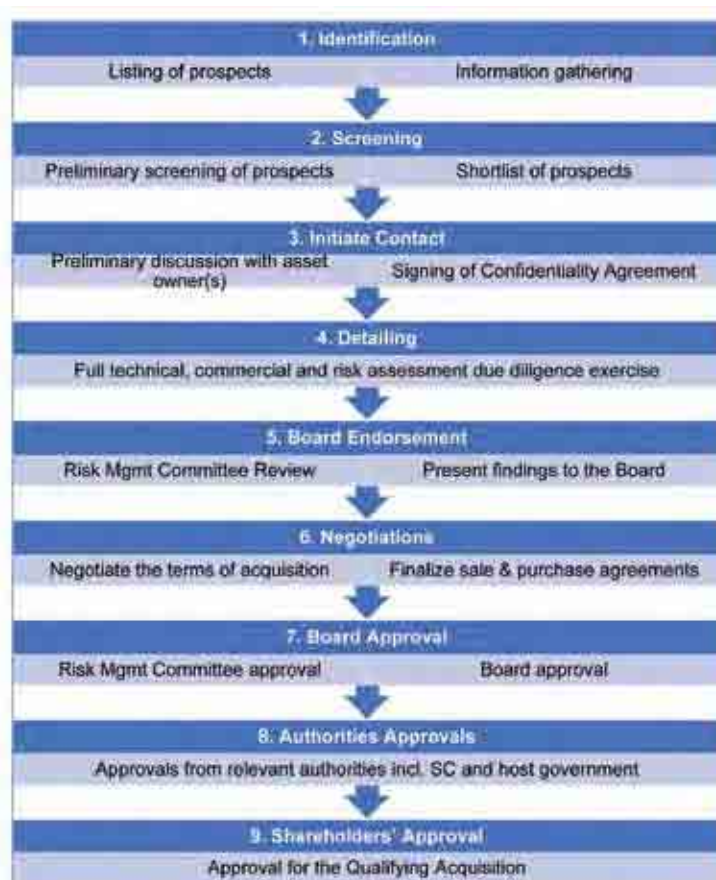 1. Identification
Listing of prospects Information gathering
2. Screening
Preliminary screening of prospects Shortlist of prospects
3. Initiate Contact
Preliminary discussion with asset owner(s) Signing of Confidentiality Agreement
4. Detailing
Full technical, commercial and risk assessment due diligence exercise
5. Board Endorsement
Risk Mgmt Committee Review Present findings to the Board
6. Negotiations
Negotiate the terms of acquisition Finalize sale & purchase agreements
7. Board Approval
Risk Mgmt Committee approval Board approval
8. Authorities Approvals
Approvals from relevant authorities incl. SC and host government
9. Shareholders' Approval
Approval for the Qualifying Acquisition